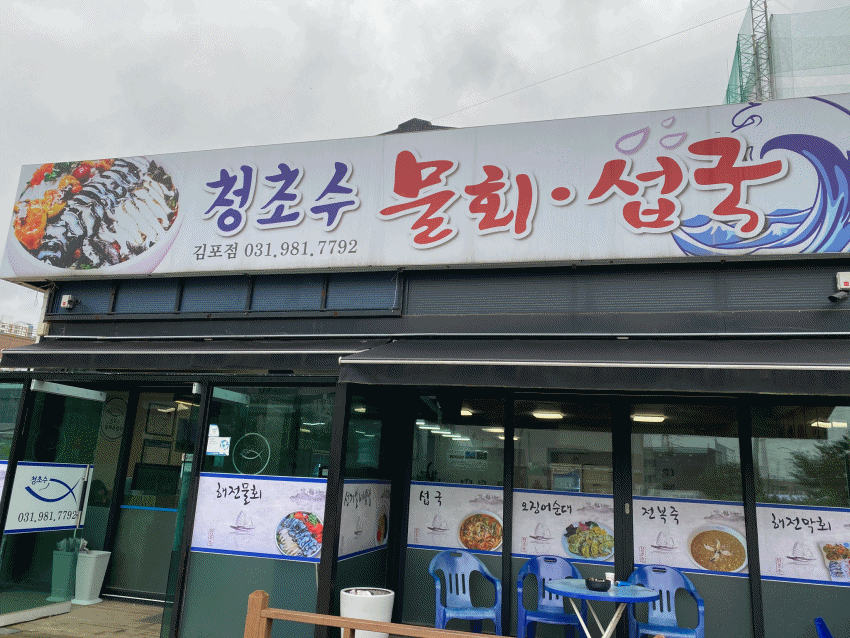 청초수 물회·섭국
김포점 031.981.7792
청초수
031.981.7792
해전물회
섭국
오징어순대
전복죽
해전막회